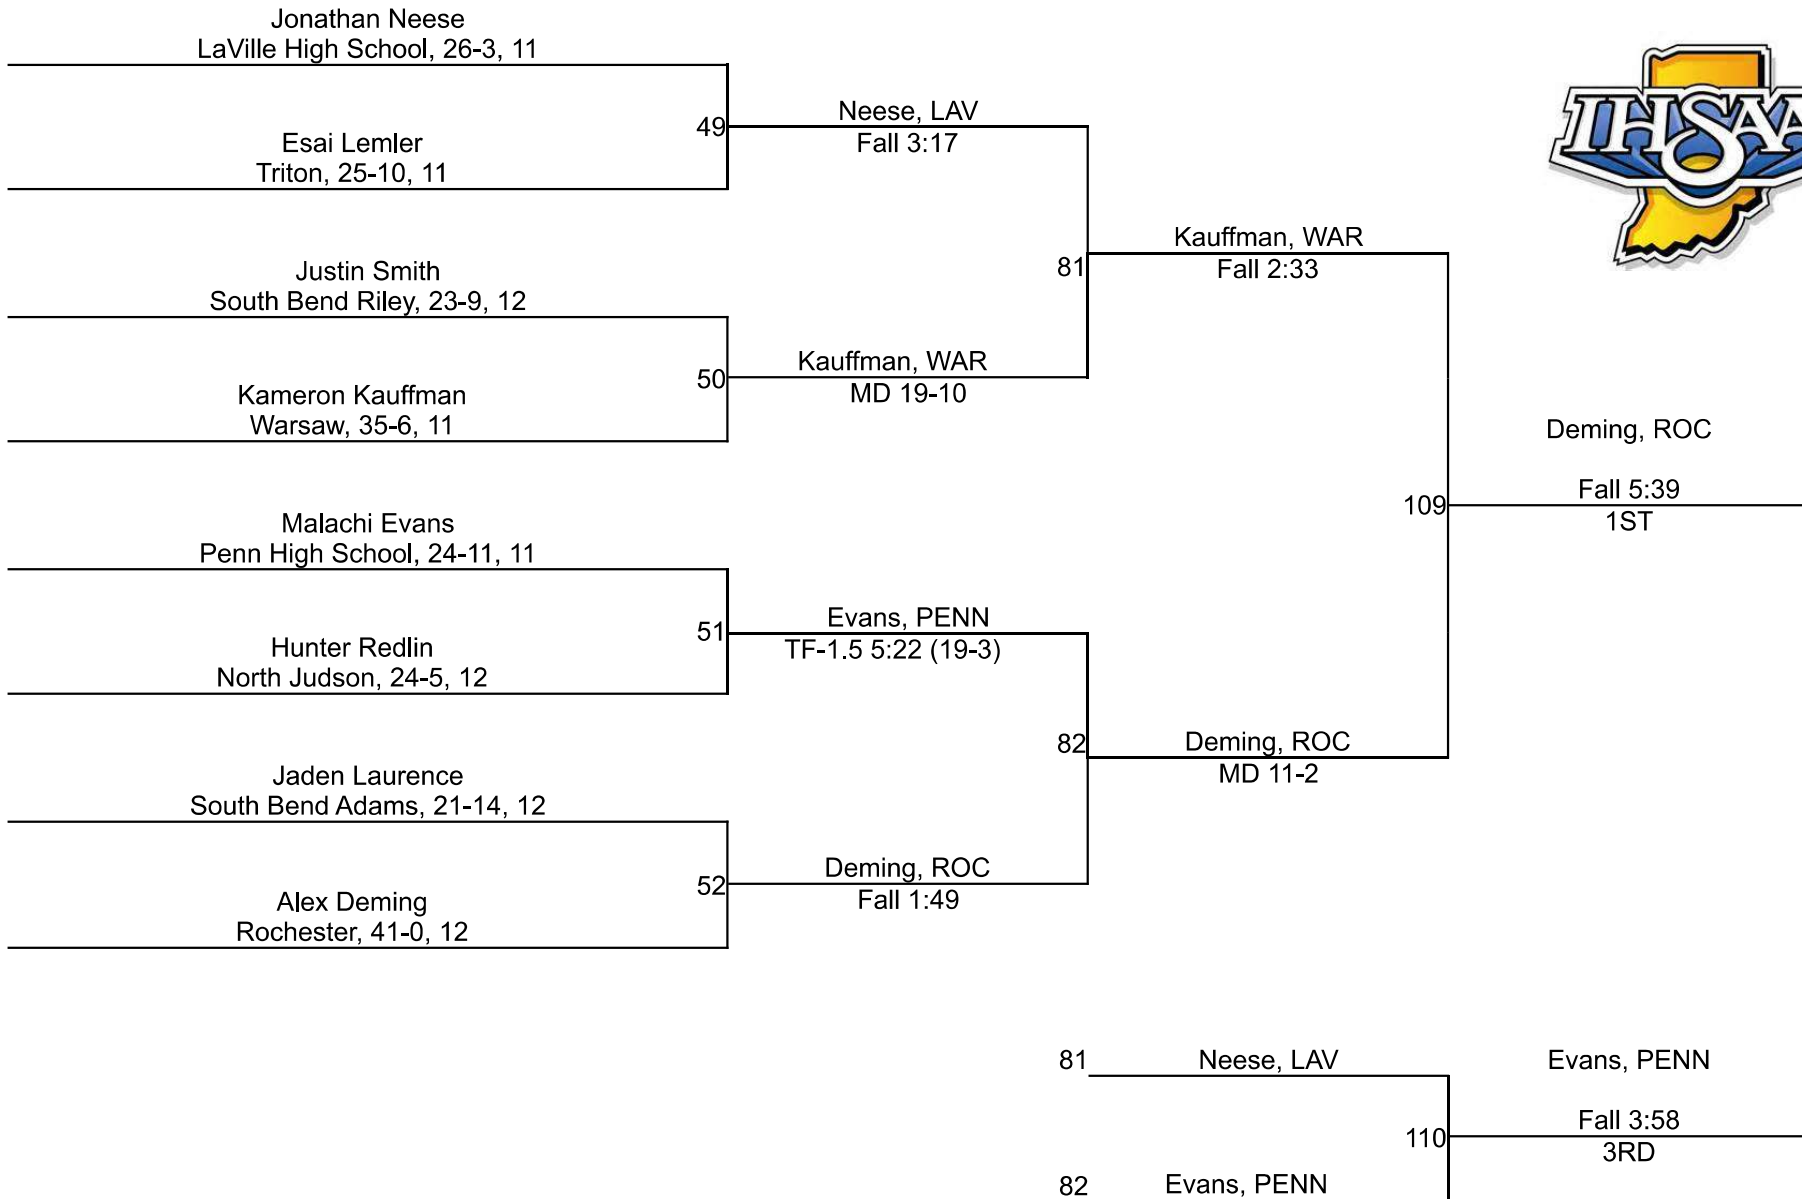 Jonathan Neese
LaVille High School, 26-3, 11
49
Neese, LAV
Fall 3:17
Esai Lemler
Triton, 25-10, 11
IHSAA
Kauffman, WAR
81
Fall 2:33
Justin Smith
South Bend Riley, 23-9, 12
50
Kauffman, WAR
MD 19-10
Kameron Kauffman
Warsaw, 35-6, 11
Deming, ROC
109
Fall 5:39
1ST
Malachi Evans
Penn High School, 24-11, 11
51
Evans, PENN
TF-1.5 5:22 (19-3)
Hunter Redlin
North Judson, 24-5, 12
82
Deming, ROC
MD 11-2
Jaden Laurence
South Bend Adams, 21-14, 12
52
Deming, ROC
Fall 1:49
Alex Deming
Rochester, 41-0, 12
81
Neese, LAV
Evans, PENN
110
Fall 3:58
3RD
82
Evans, PENN